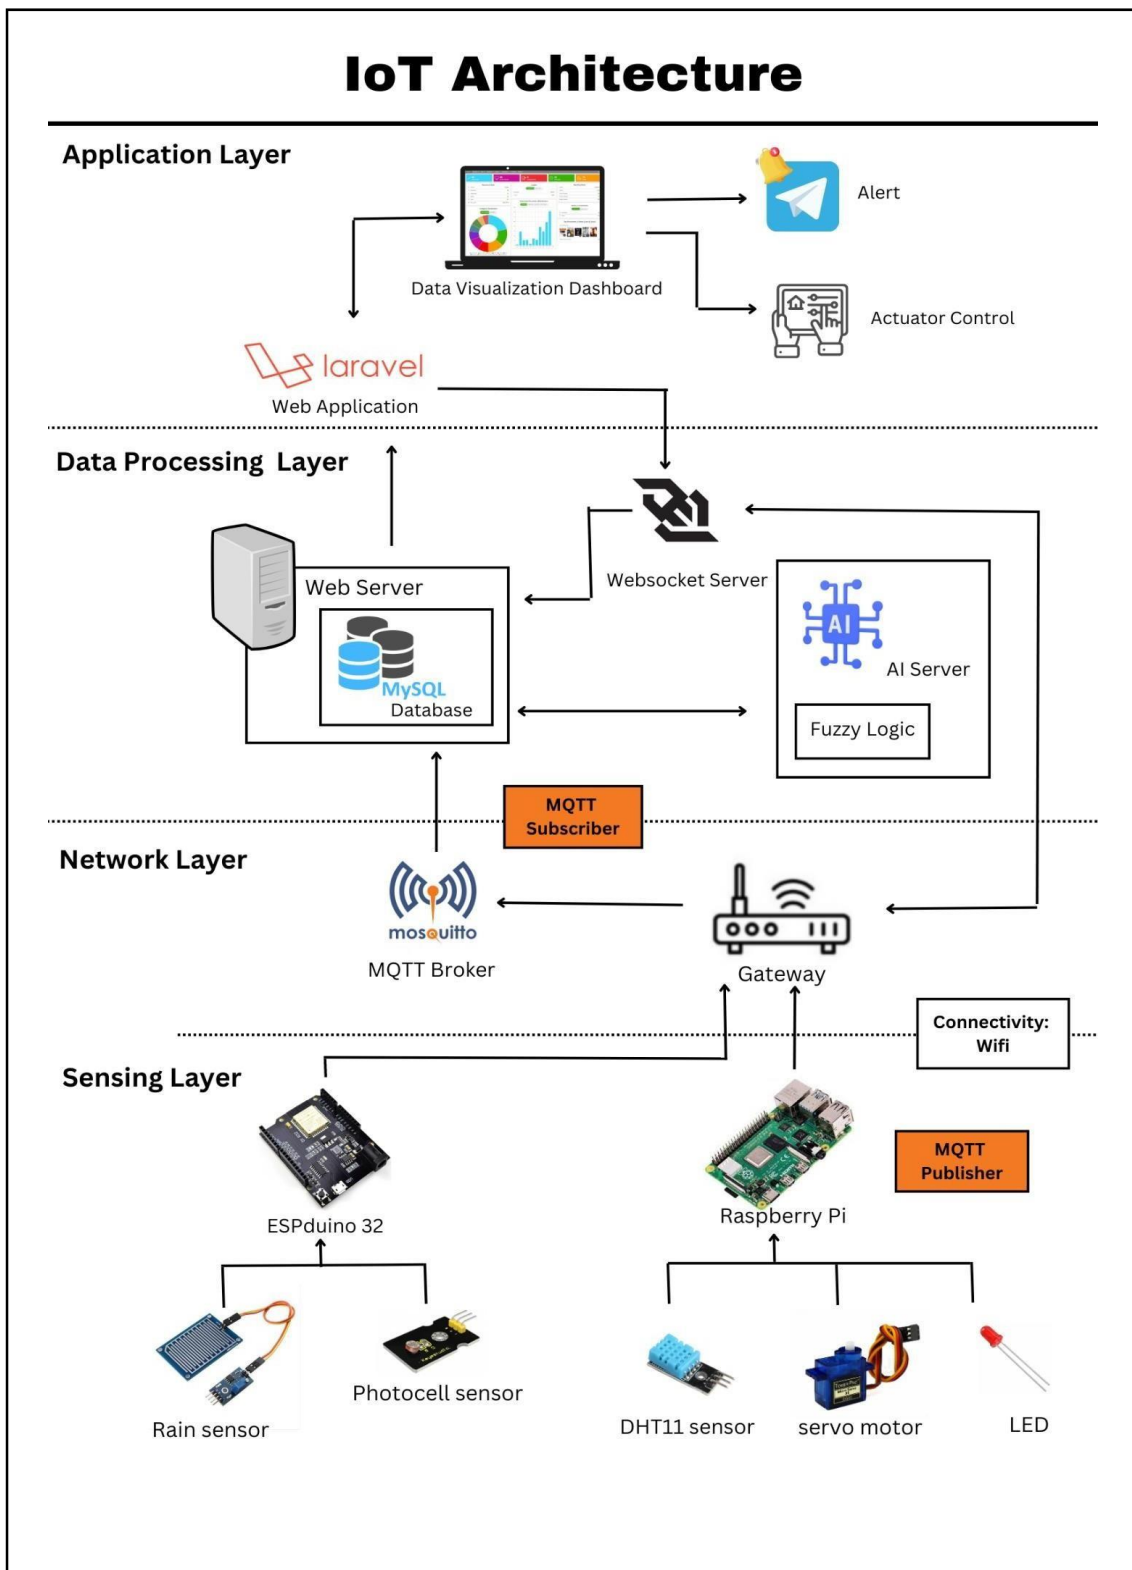 IoT Architecture
Application Layer
Alert
Data Visualization Dashboard
Actuator Control
laravel
Web Application
Data Processing Layer
Websocket Server
Web Server
MySQL
Database
AI
AI Server
Fuzzy Logic
MQTT
Subscriber
Network Layer
mosquitto
MQTT Broker
Gateway
Connectivity:
Wifi
Sensing Layer
MQTT
Publisher
ESPduino 32
Raspberry Pi
Rain sensor
Photocell sensor
DHT11 sensor
servo motor
LED